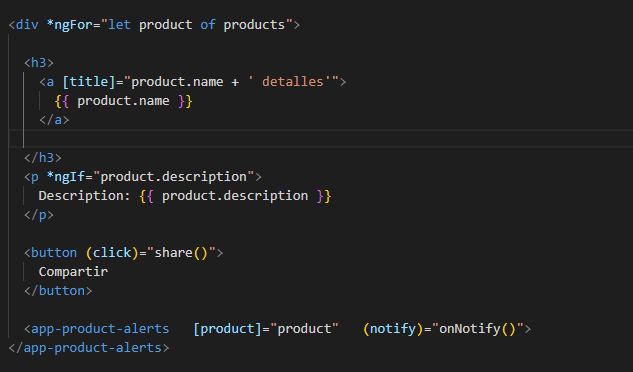 <div *ngFor="let product of products">
<h3>
<a [title]="product.name + ' detalles'">
{{ product.name }}
</a>
</h3>
<p *ngIf="product.description">
Description: {{ product.description }}
</p>
<button (click)="share()">
Compartir
</button>
<app-product-alerts   [product]="product"   (notify)="onNotify()">
</app-product-alerts>